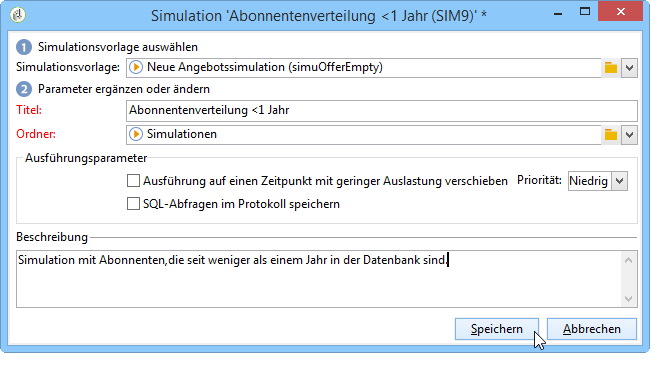 Simulation 'Abonnentenverteilung <1 Jahr (SIM9)' *
1 Simulationsvorlage auswählen
Simulationsvorlage: Neue Angebotssimulation (simuOfferEmpty)
2 Parameter ergänzen oder ändern
Titel: Abonnentenverteilung <1 Jahr
Ordner: Simulationen
Ausführungsparameter
Ausführung auf einen Zeitpunkt mit geringer Auslastung verschieben Priorität: Niedrig
SQL-Abfragen im Protokoll speichern
Beschreibung
Simulation mit Abonnenten,die seit weniger als einem Jahr in der Datenbank sind.
Speichern Abbrechen